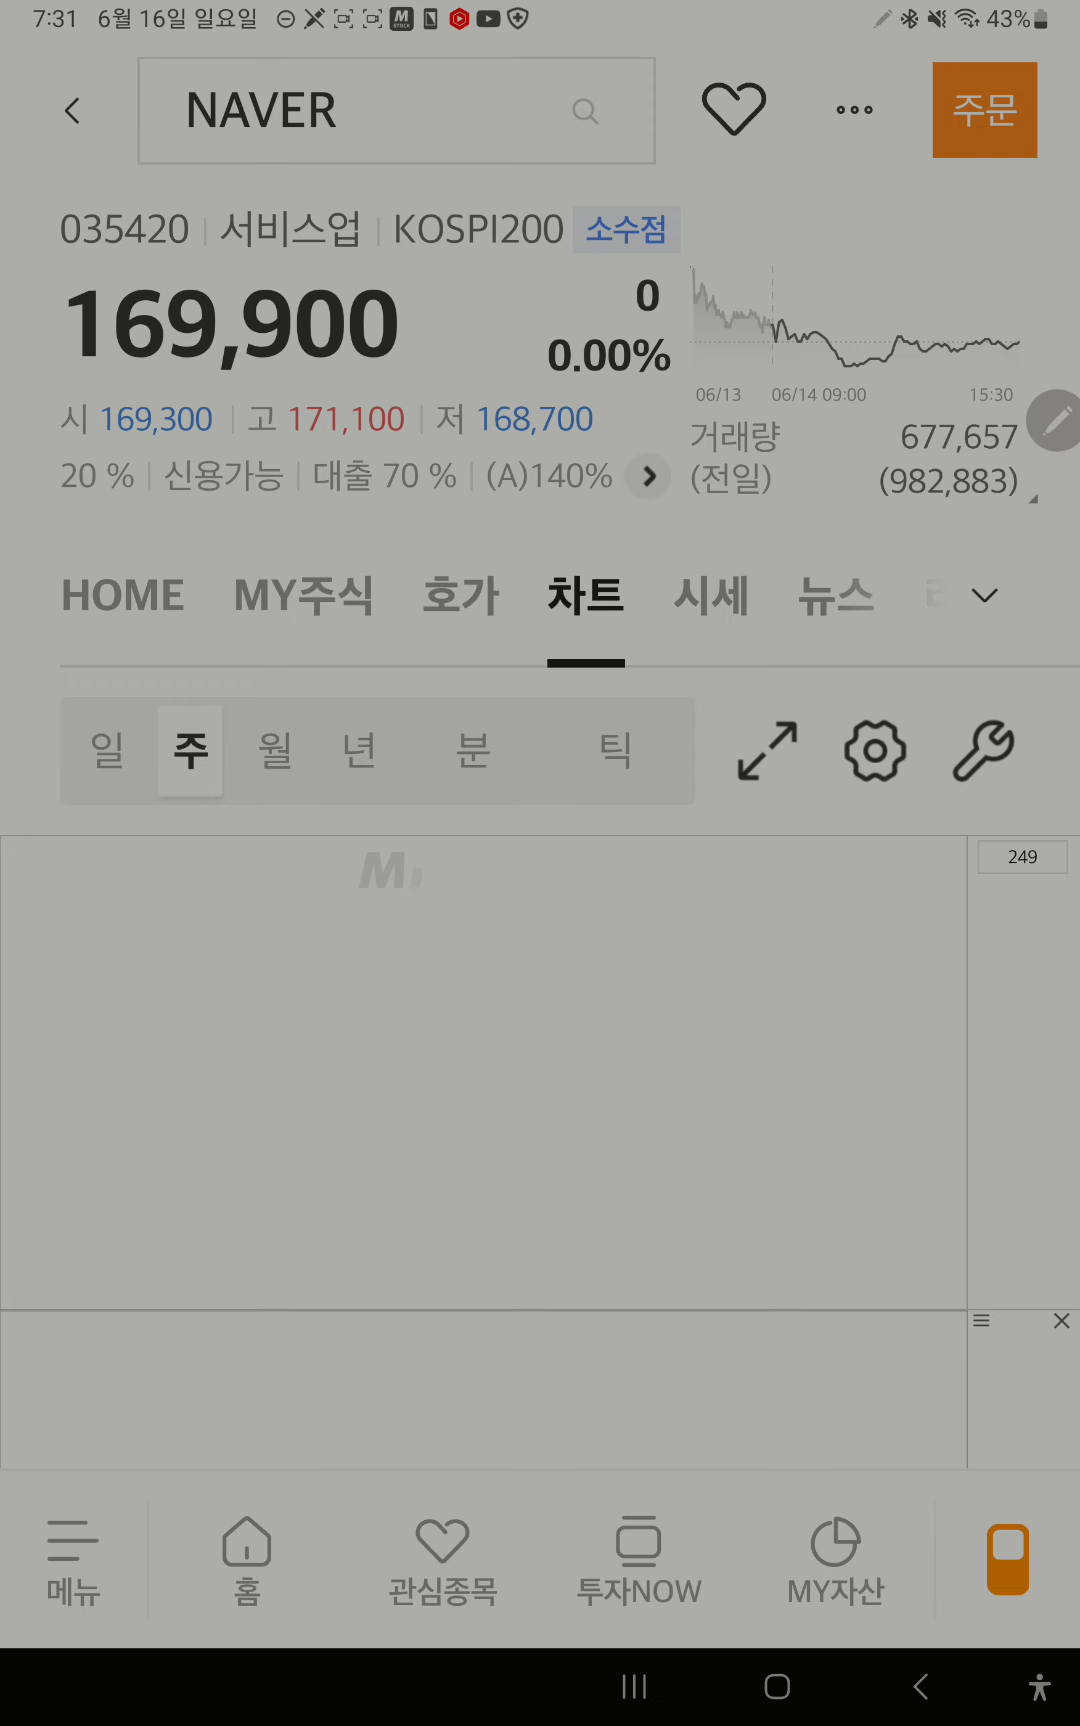 7:31 6월 16일 일요일 43%
NAVER
주문
035420 서비스업 KOSPI200 소수점
169,900
0
0.00%
06/13 06/14 09:00 15:30
시 169,300 고 171,100 저 168,700
거래량 677,657
20 % 신용가능 대출 70 % (A)140%
(전일) (982,883)
HOME MY주식 호가 차트 시세 뉴스
일 주 월 년 분 틱
249
메뉴 홈 관심종목 투자NOW MY자산